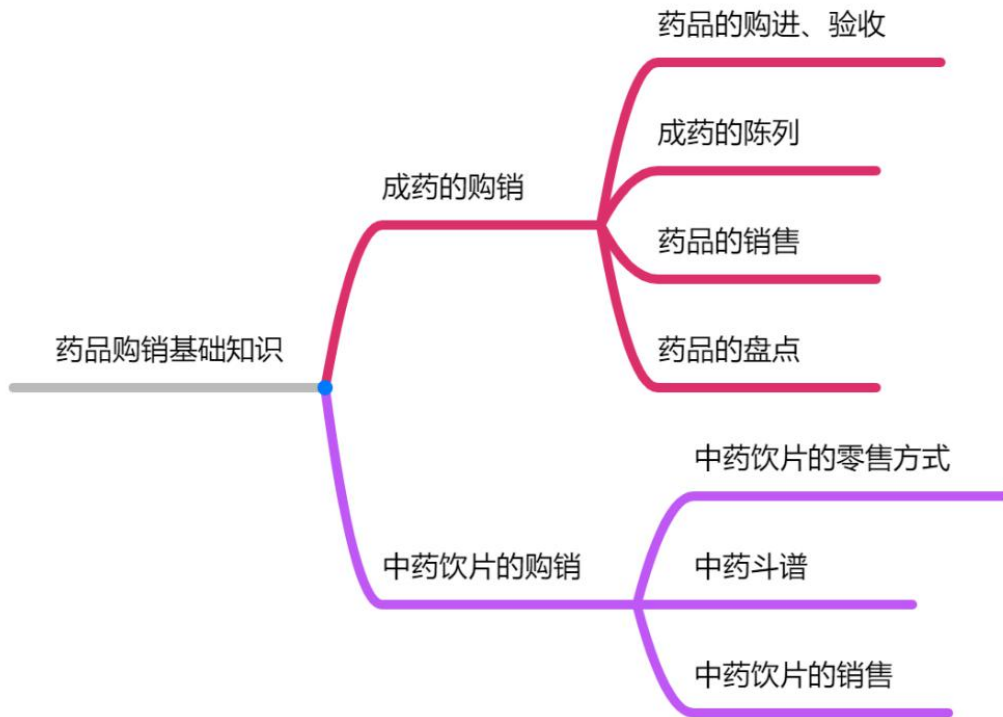 药品的购进、验收
成药的陈列
成药的购销
药品的销售
药品购销基础知识
药品的盘点
中药饮片的零售方式
中药饮片的购销
中药斗谱
中药饮片的销售